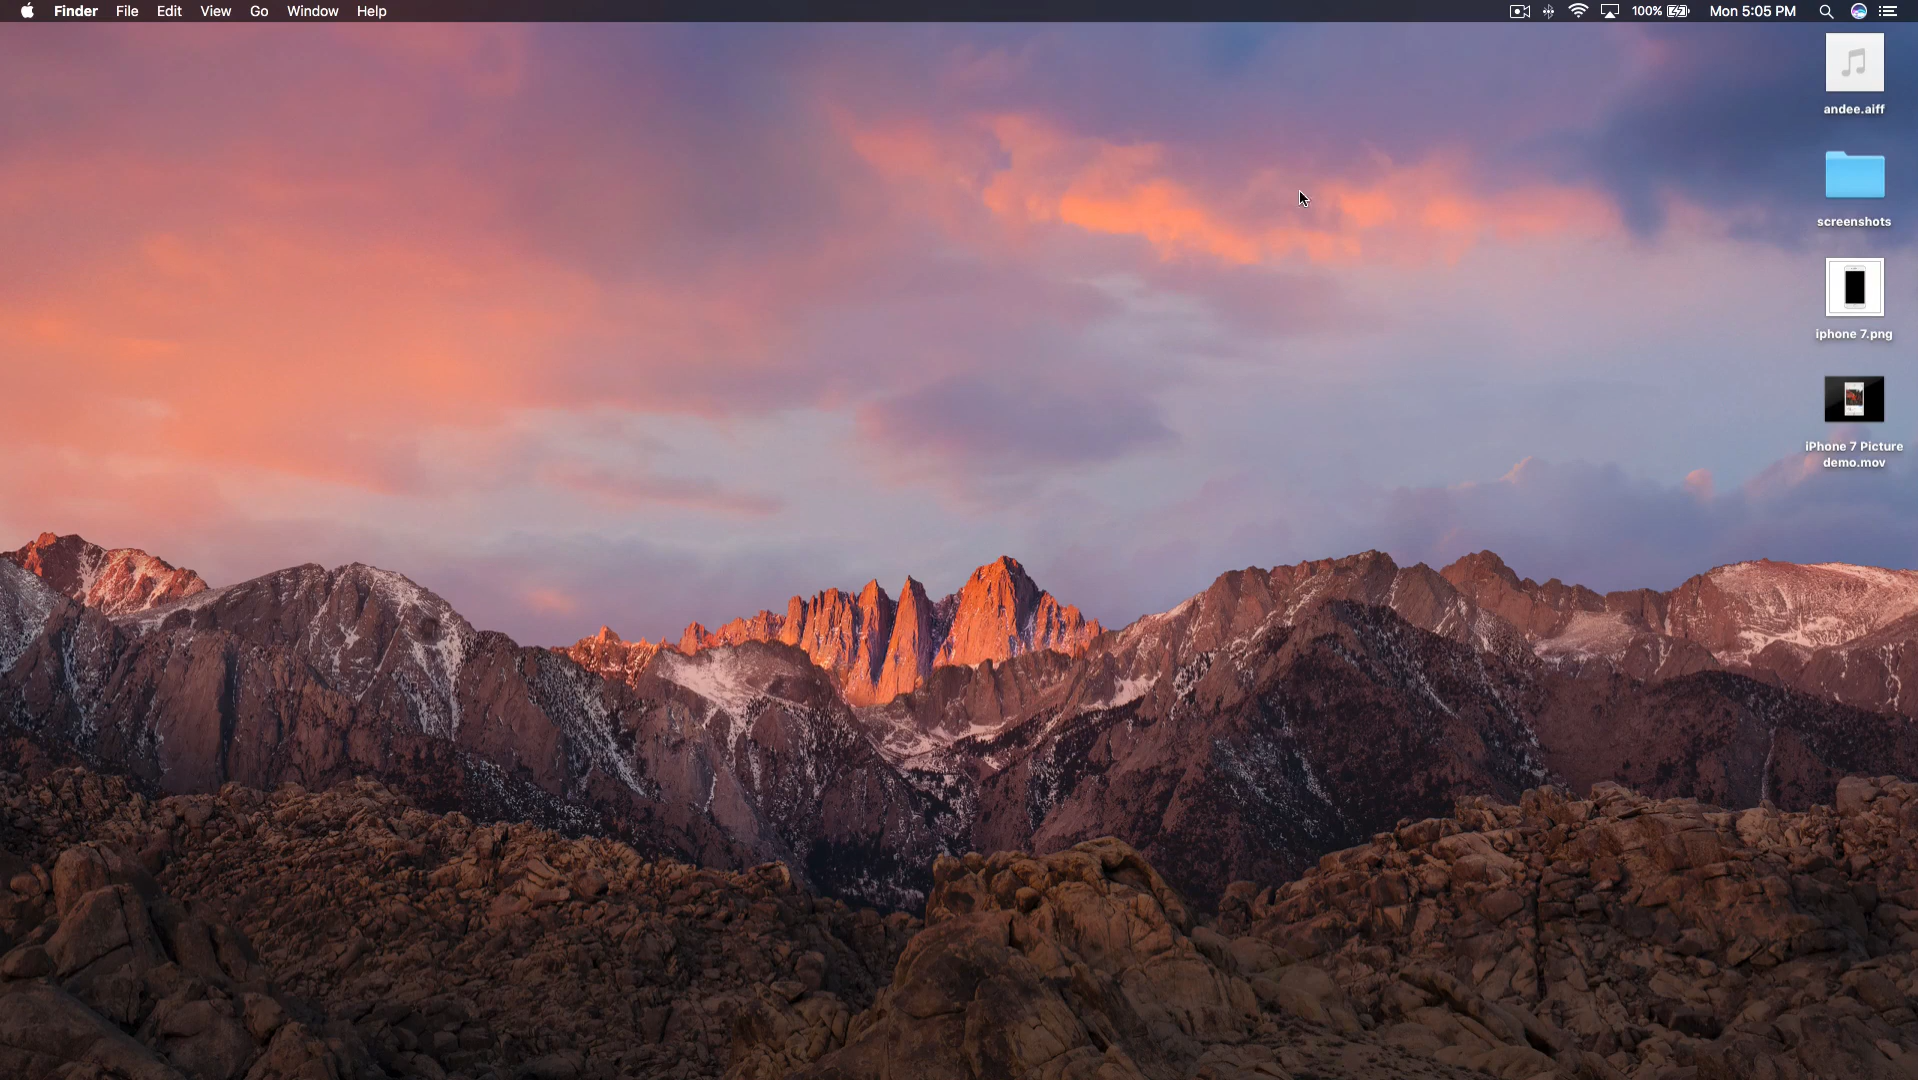 Finder File Edit View Go Window Help 100% Mon 5:05 PM
andee.aiff
screenshots
iphone 7.png
iPhone 7 Picture
demo.mov